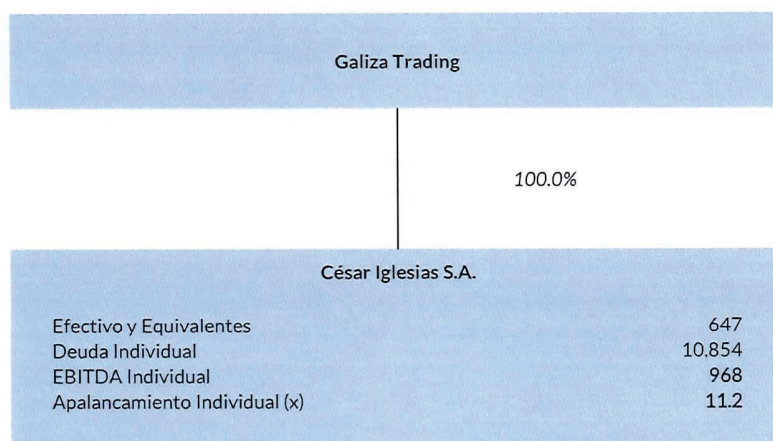 Galiza Trading
100.0%
César Iglesias S.A.
Efectivo y Equivalentes 647
Deuda Individual 10.854
EBITDA Individual 968
Apalancamiento Individual (x) 11.2